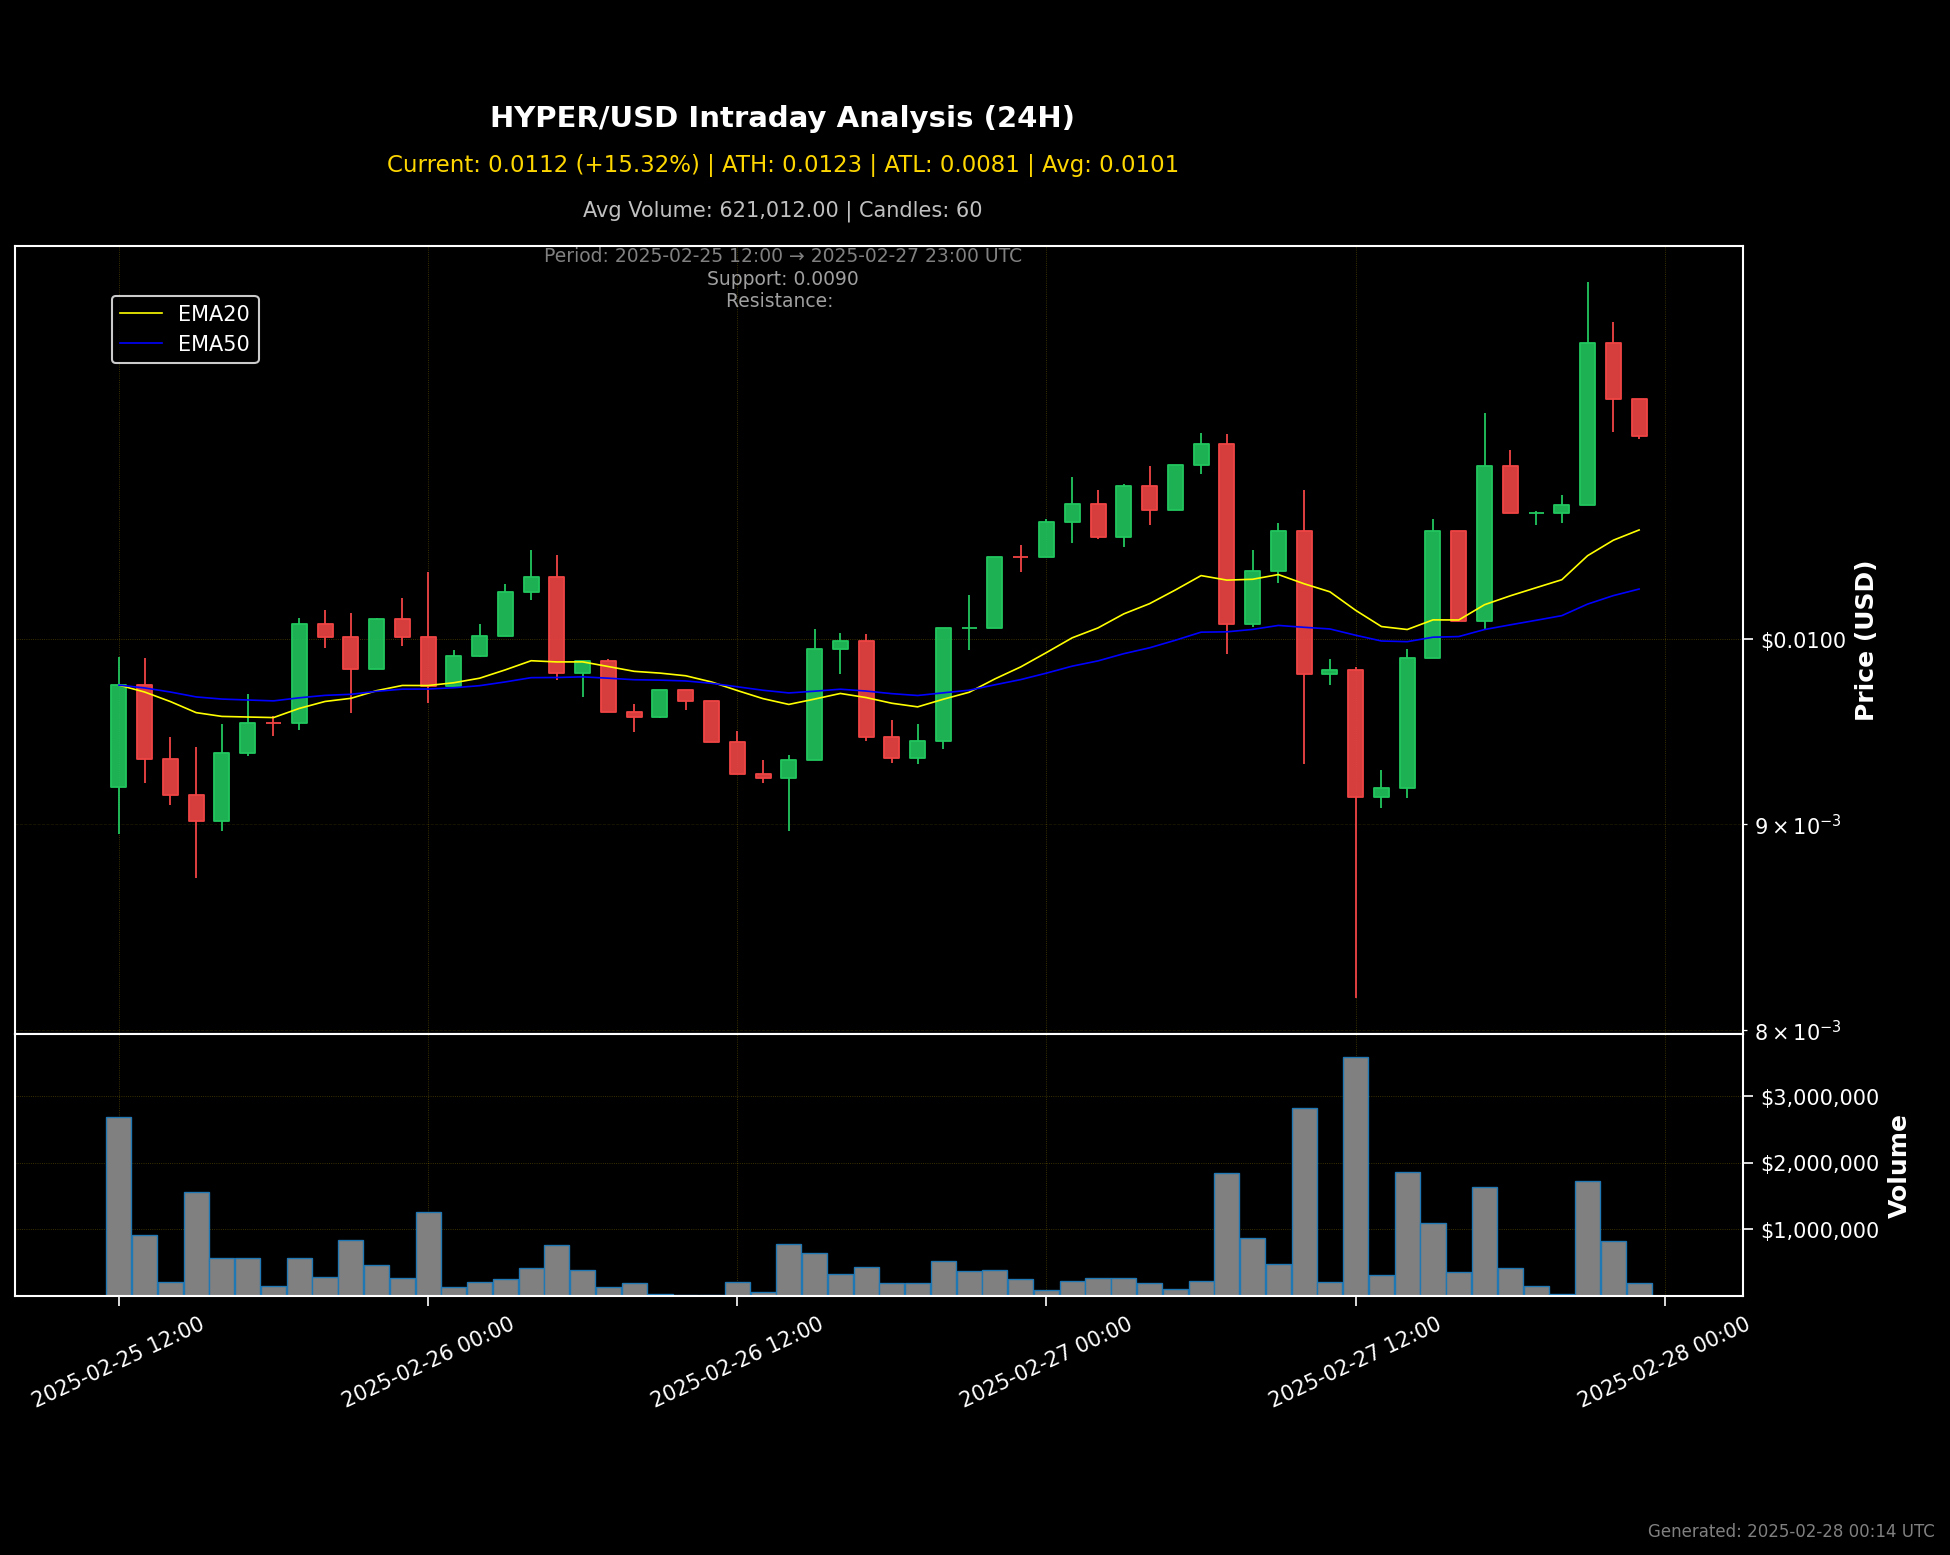 HYPER/USD Intraday Analysis (24H)
Current: 0.0112 (+15.32%) | ATH: 0.0123 | ATL: 0.0081 | Avg: 0.0101
Avg Volume: 621,012.00 | Candles: 60
Period: 2025-02-25 12:00 → 2025-02-27 23:00 UTC
Support: 0.0090
Resistance:
EMA20
EMA50
$0.0100
9 × 10⁻³
8 × 10⁻³
Price (USD)
$3,000,000
$2,000,000
$1,000,000
Volume
2025-02-25 12:00
2025-02-26 00:00
2025-02-26 12:00
2025-02-27 00:00
2025-02-27 12:00
2025-02-28 00:00
Generated: 2025-02-28 00:14 UTC